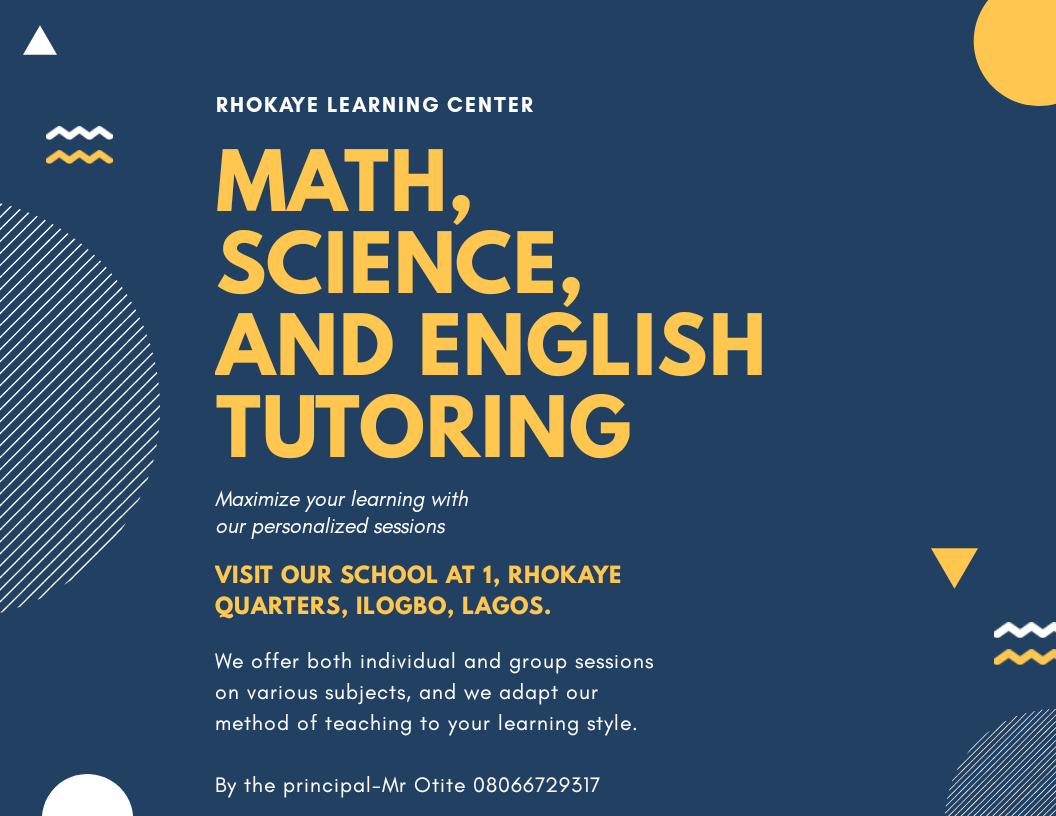 RHOKAYE LEARNING CENTER
MATH,
SCIENCE,
AND ENGLISH
TUTORING
Maximize your learning with
our personalized sessions
VISIT OUR SCHOOL AT 1, RHOKAYE
QUARTERS, ILOGBO, LAGOS.
We offer both individual and group sessions
on various subjects, and we adapt our
method of teaching to your learning style.
By the principal-Mr Otite 08066729317